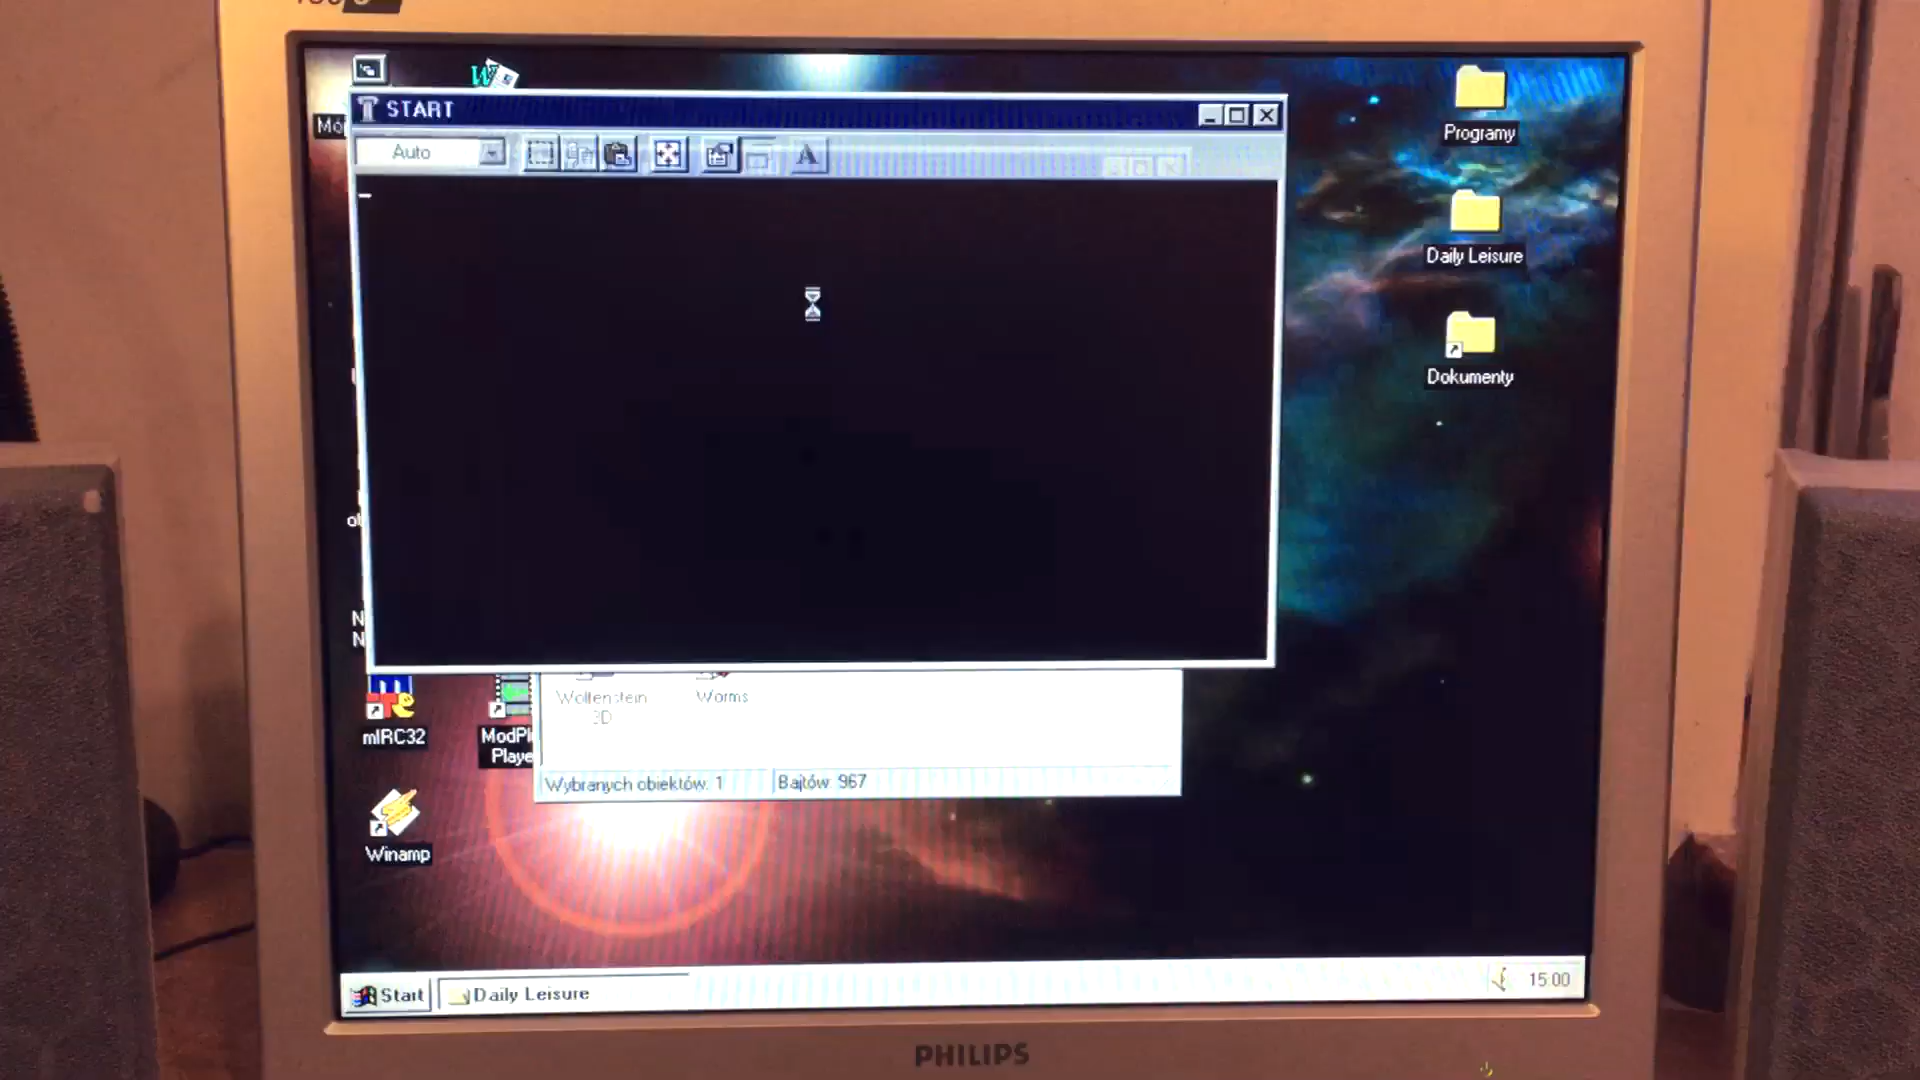 START
Auto
Programy
Daily Leisure
Dokumenty
mIRC32
Winamp
Wolfenstein
3D
Worms
Wybranych obiektów: 1
Bajtów: 967
Start
Daily Leisure
15:00
PHILIPS